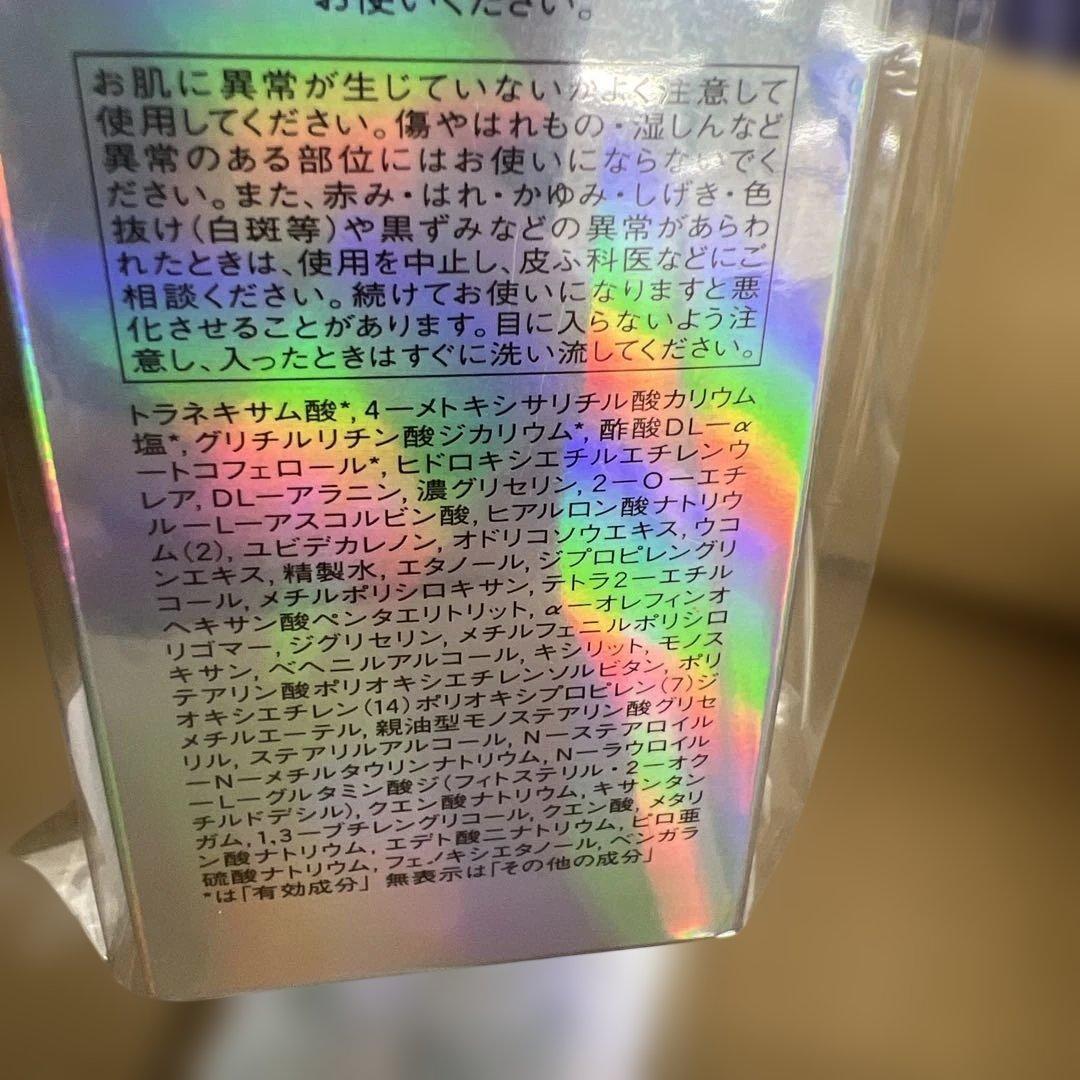 お使いください。
お肌に異常が生じていないかよく注意して
使用してください。傷やはれもの・湿しんなど
異常のある部位にはお使いにならないでく
ださい。また、赤み・はれ・かゆみ・しげき・色
抜け(白斑等)や黒ずみなどの異常があらわ
れたときは、使用を中止し、皮ふ科医などにご
相談ください。続けてお使いになりますと悪
化させることがあります。目に入らないよう注
意し、入ったときはすぐに洗い流してください。
トラネキサム酸*, 4ーメトキシサリチル酸カリウム
塩*, グリチルリチン酸ジカリウム*, 酢酸DLーα
ートコフェロール*, ヒドロキシエチルエチレンウ
レア, DLーアラニン, 濃グリセリン, 2ーOーエチ
ルーLーアスコルビン酸, ヒアルロン酸ナトリウ
ム(2), ユビデカレノン, オドリコソウエキス, ウコ
ンエキス, 精製水, エタノール, ジプロピレングリ
コール, メチルポリシロキサン, テトラ2ーエチル
ヘキサン酸ペンタエリトリット, αーオレフィンオ
リゴマー, ジグリセリン, メチルフェニルポリシロ
キサン, ベヘニルアルコール, キシリット, モノス
テアリン酸ポリオキシエチレンソルビタン, ポリ
オキシエチレン(14)ポリオキシプロピレン(7)ジ
メチルエーテル, 親油型モノステアリン酸グリセ
リル, ステアリルアルコール, Nーステアロイル
ーNーメチルタウリンナトリウム, Nーラウロイル
ーLーグルタミン酸ジ(フィトステリル・2ーオク
チルドデシル), クエン酸ナトリウム, キサンタン
ガム, 1,3ーブチレングリコール, クエン酸, メタリ
ン酸ナトリウム, エデト酸二ナトリウム, ピロ亜
硫酸ナトリウム, フェノキシエタノール, ベンガラ
*は「有効成分」 無表示は「その他の成分」